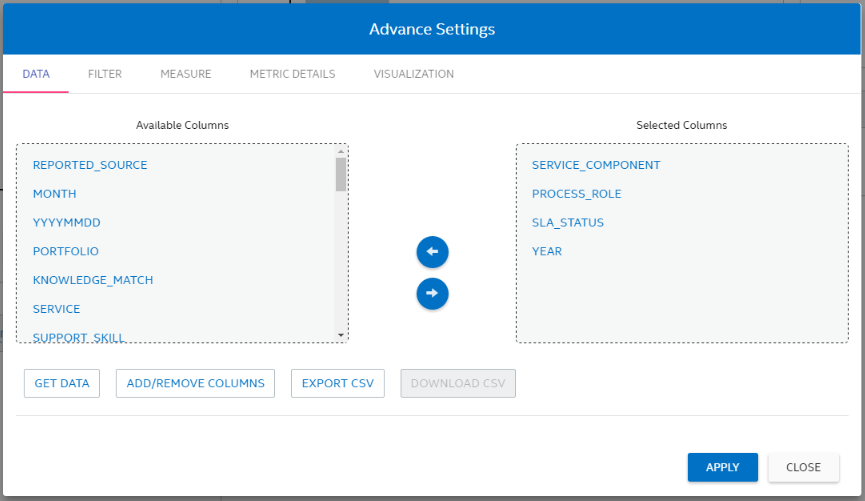 Advance Settings
DATA FILTER MEASURE METRIC DETAILS VISUALIZATION
Available Columns
REPORTED_SOURCE
MONTH
YYYYMMDD
PORTFOLIO
KNOWLEDGE_MATCH
SERVICE
SUPPORT_SKILL
Selected Columns
SERVICE_COMPONENT
PROCESS_ROLE
SLA_STATUS
YEAR
GET DATA ADD/REMOVE COLUMNS EXPORT CSV DOWNLOAD CSV
APPLY CLOSE